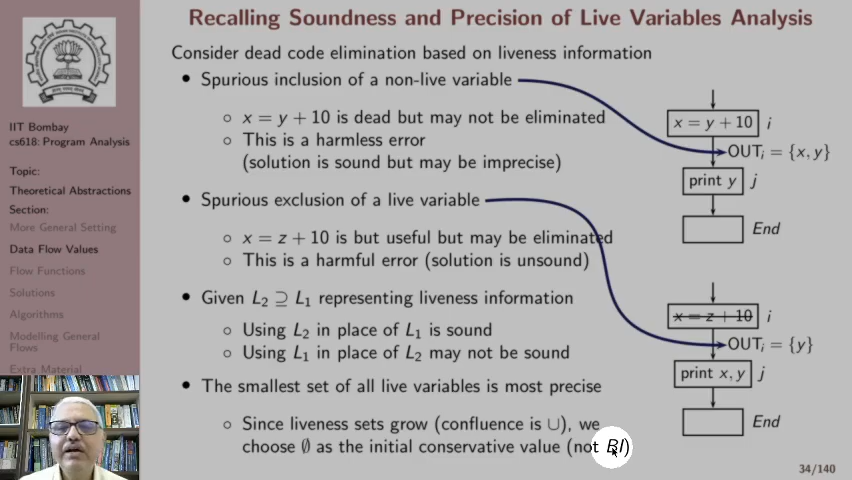 Recalling Soundness and Precision of Live Variables Analysis
IIT Bombay
cs618: Program Analysis
Topic:
Theoretical Abstractions
Section:
More General Setting
Data Flow Values
Flow Functions
Solutions
Algorithms
Modelling General
Flows
Extra Material
Consider dead code elimination based on liveness information
• Spurious inclusion of a non-live variable
○ x = y + 10 is dead but may not be eliminated
○ This is a harmless error
(solution is sound but may be imprecise)
• Spurious exclusion of a live variable
○ x = z + 10 is but useful but may be eliminated
○ This is a harmful error (solution is unsound)
• Given L₂ ⊇ L₁ representing liveness information
○ Using L₂ in place of L₁ is sound
○ Using L₁ in place of L₂ may not be sound
• The smallest set of all live variables is most precise
○ Since liveness sets grow (confluence is ∪), we
choose ∅ as the initial conservative value (not BI)
x = y + 10 i
OUTᵢ = {x, y}
print y j
End
x = z + 10 i
OUTᵢ = {y}
print x, y j
End
34/140